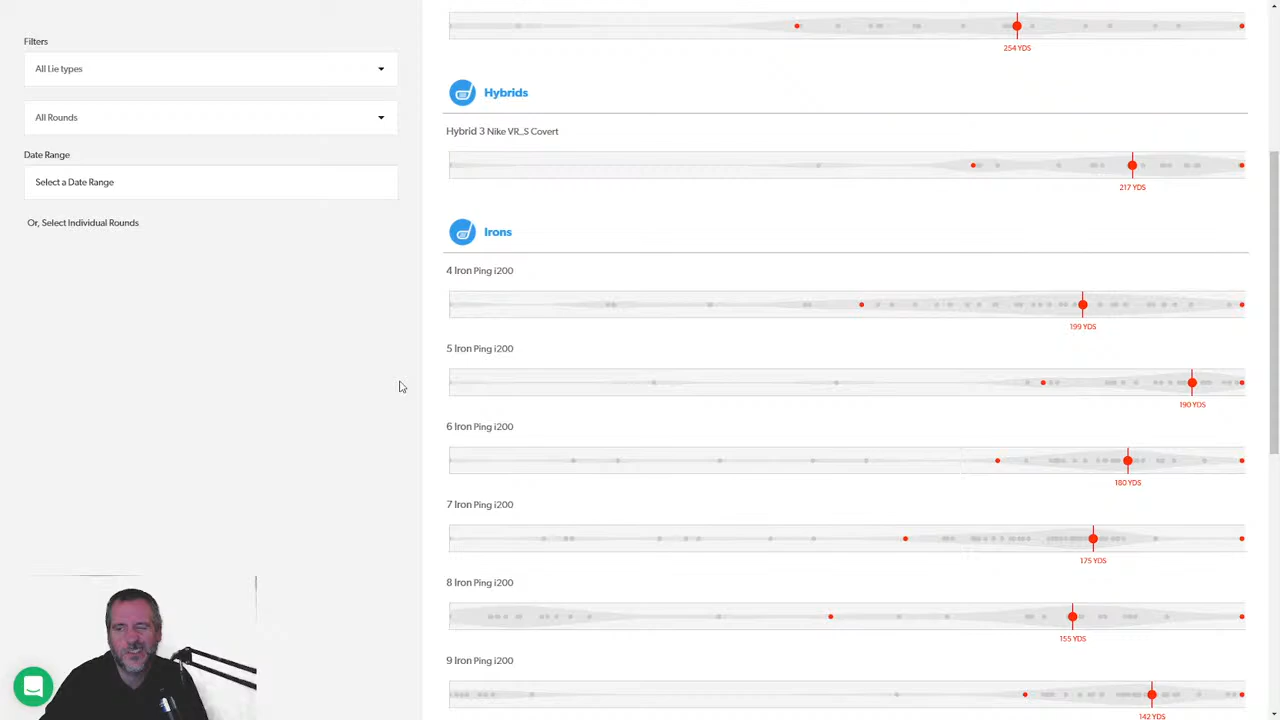 Filters
All Lie types
All Rounds
Date Range
Select a Date Range
Or, Select Individual Rounds
254 YDS
Hybrids
Hybrid 3 Nike VR_S Covert
217 YDS
Irons
4 Iron Ping i200
199 YDS
5 Iron Ping i200
190 YDS
6 Iron Ping i200
180 YDS
7 Iron Ping i200
175 YDS
8 Iron Ping i200
155 YDS
9 Iron Ping i200
142 YDS